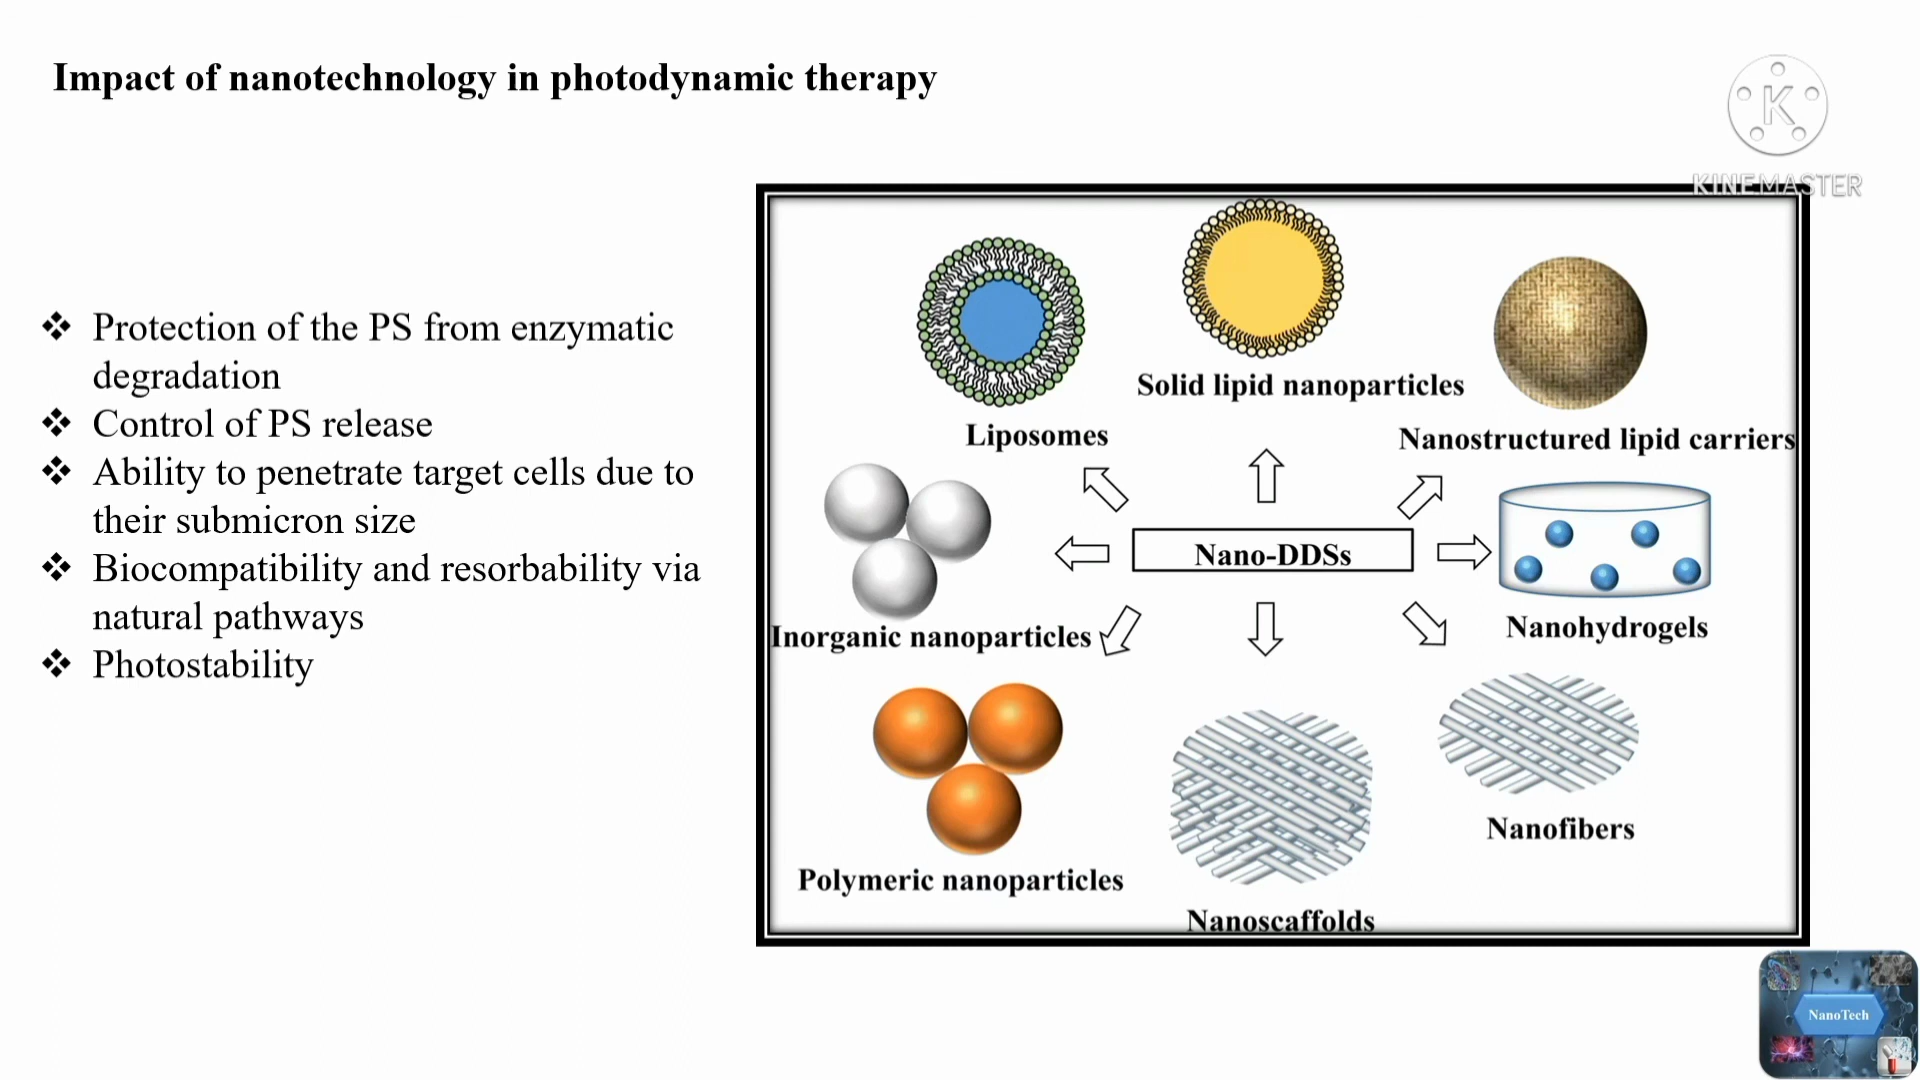 Impact of nanotechnology in photodynamic therapy
K
KINEMASTER
❖ Protection of the PS from enzymatic
degradation
❖ Control of PS release
❖ Ability to penetrate target cells due to
their submicron size
❖ Biocompatibility and resorbability via
natural pathways
❖ Photostability
Solid lipid nanoparticles
Liposomes
Nanostructured lipid carriers
Nano-DDSs
Inorganic nanoparticles
Nanohydrogels
Nanofibers
Polymeric nanoparticles
Nanoscaffolds
NanoTech